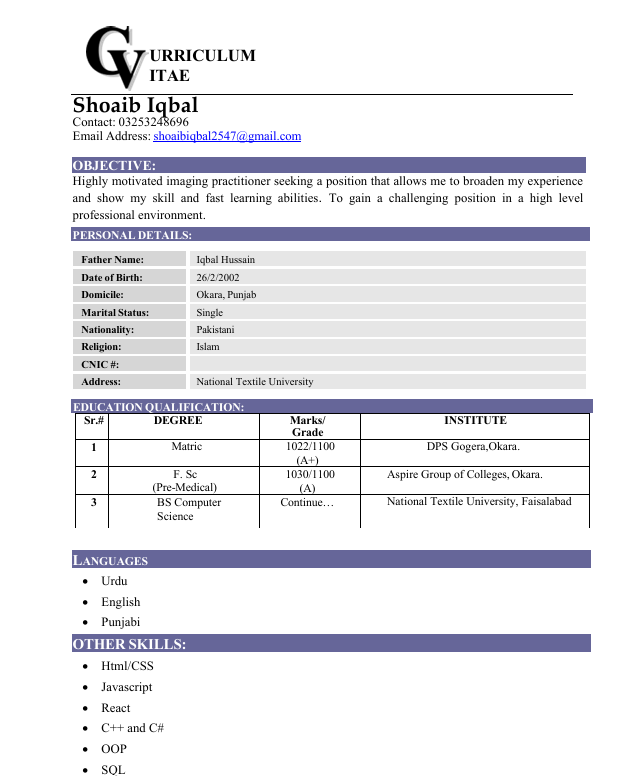 CURRICULUM
VITAE
Shoaib Iqbal
Contact: 03253248696
Email Address: shoaibiqbal2547@gmail.com
OBJECTIVE:
Highly motivated imaging practitioner seeking a position that allows me to broaden my experience
and show my skill and fast learning abilities. To gain a challenging position in a high level
professional environment.
PERSONAL DETAILS:
Father Name: Iqbal Hussain
Date of Birth: 26/2/2002
Domicile: Okara, Punjab
Marital Status: Single
Nationality: Pakistani
Religion: Islam
CNIC #:
Address: National Textile University
EDUCATION QUALIFICATION:
Sr.# DEGREE Marks/ INSTITUTE
Grade
1 Matric 1022/1100 DPS Gogera,Okara.
(A+)
2 F. Sc 1030/1100 Aspire Group of Colleges, Okara.
(Pre-Medical) (A)
3 BS Computer Continue… National Textile University, Faisalabad
Science
LANGUAGES
• Urdu
• English
• Punjabi
OTHER SKILLS:
• Html/CSS
• Javascript
• React
• C++ and C#
• OOP
• SQL